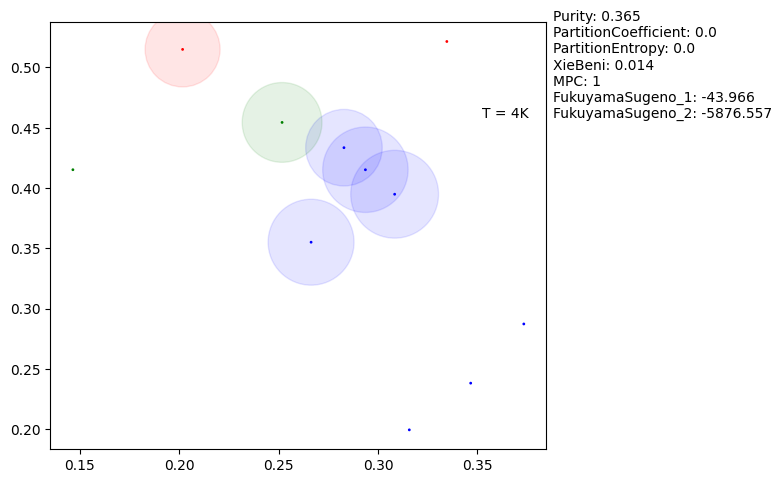 Purity: 0.365
PartitionCoefficient: 0.0
PartitionEntropy: 0.0
XieBeni: 0.014
MPC: 1
FukuyamaSugeno_1: -43.966
FukuyamaSugeno_2: -5876.557
T = 4K
0.50
0.45
0.40
0.35
0.30
0.25
0.20
0.15 0.20 0.25 0.30 0.35